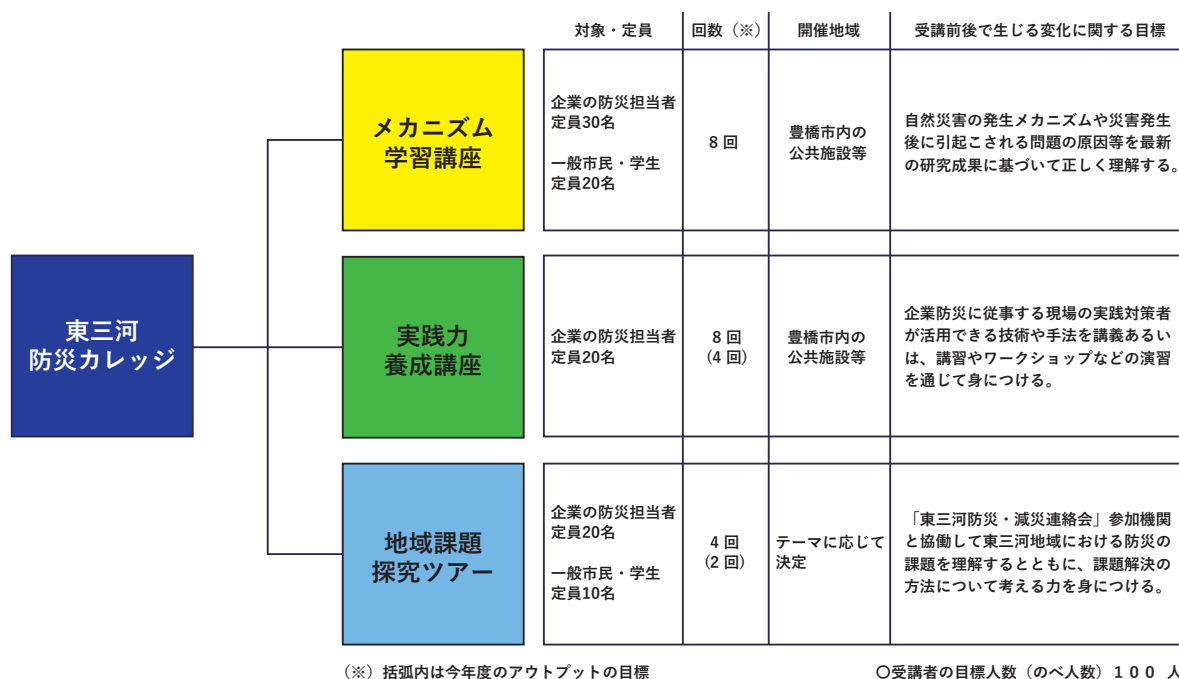 対象・定員
回数（※）
開催地域
受講前後で生じる変化に関する目標
東三河
防災カレッジ
メカニズム
学習講座
企業の防災担当者
定員30名
一般市民・学生
定員20名
8 回
豊橋市内の
公共施設等
自然災害の発生メカニズムや災害発生
後に引起こされる問題の原因等を最新
の研究成果に基づいて正しく理解する。
実践力
養成講座
企業の防災担当者
定員20名
8 回
(4 回)
豊橋市内の
公共施設等
企業防災に従事する現場の実践対策者
が活用できる技術や手法を講義あるい
は、講習やワークショップなどの演習
を通じて身につける。
地域課題
探究ツアー
企業の防災担当者
定員20名
一般市民・学生
定員10名
4 回
(2 回)
テーマに応じて
決定
「東三河防災・減災連絡会」参加機関
と協働して東三河地域における防災の
課題を理解するとともに、課題解決の
方法について考える力を身につける。
（※）括弧内は今年度のアウトプットの目標
〇受講者の目標人数（のべ人数）１００ 人